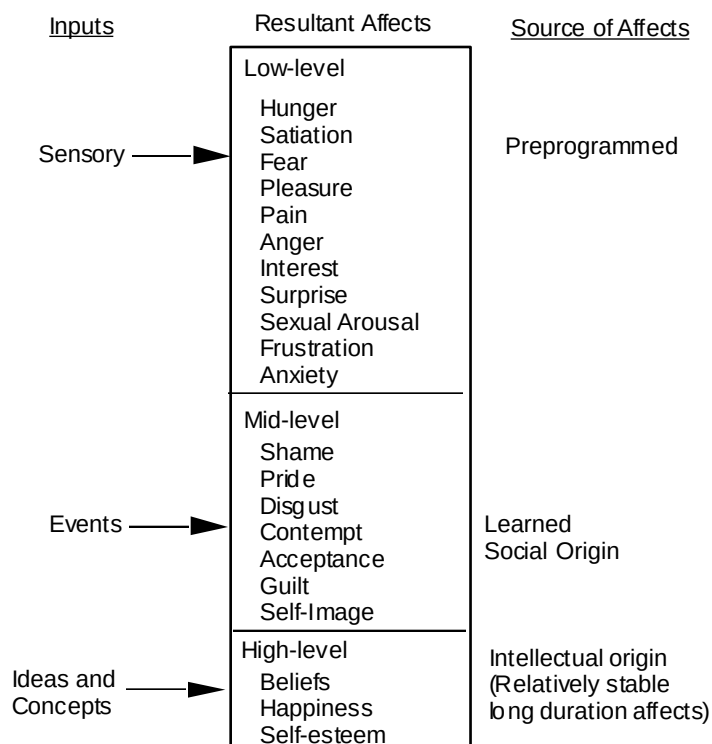 Inputs
Resultant Affects
Source of Affects
Low-level
Hunger
Satiation
Fear
Pleasure
Pain
Anger
Interest
Surprise
Sexual Arousal
Frustration
Anxiety
Sensory
Preprogrammed
Mid-level
Shame
Pride
Disgust
Contempt
Acceptance
Guilt
Self-Image
Events
Learned
Social Origin
High-level
Beliefs
Happiness
Self-esteem
Ideas and
Concepts
Intellectual origin
(Relatively stable
long duration affects)